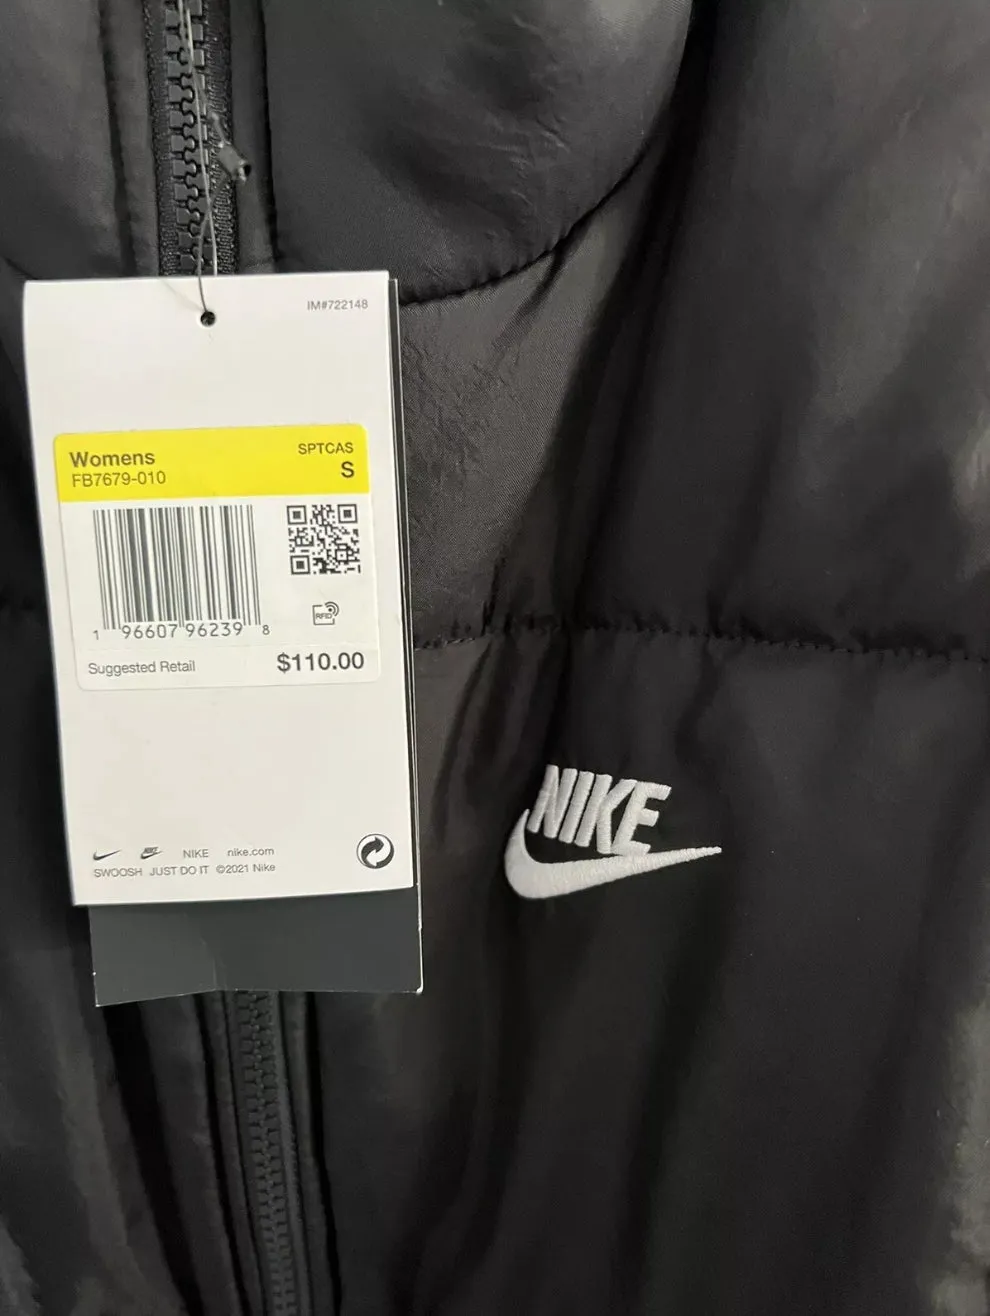 IM#722148
Womens SPTCAS
FB7679-010 S
RFID
1 96607 96239 8
Suggested Retail $110.00
NIKE
NIKE nike.com
SWOOSH JUST DO IT ©2021 Nike